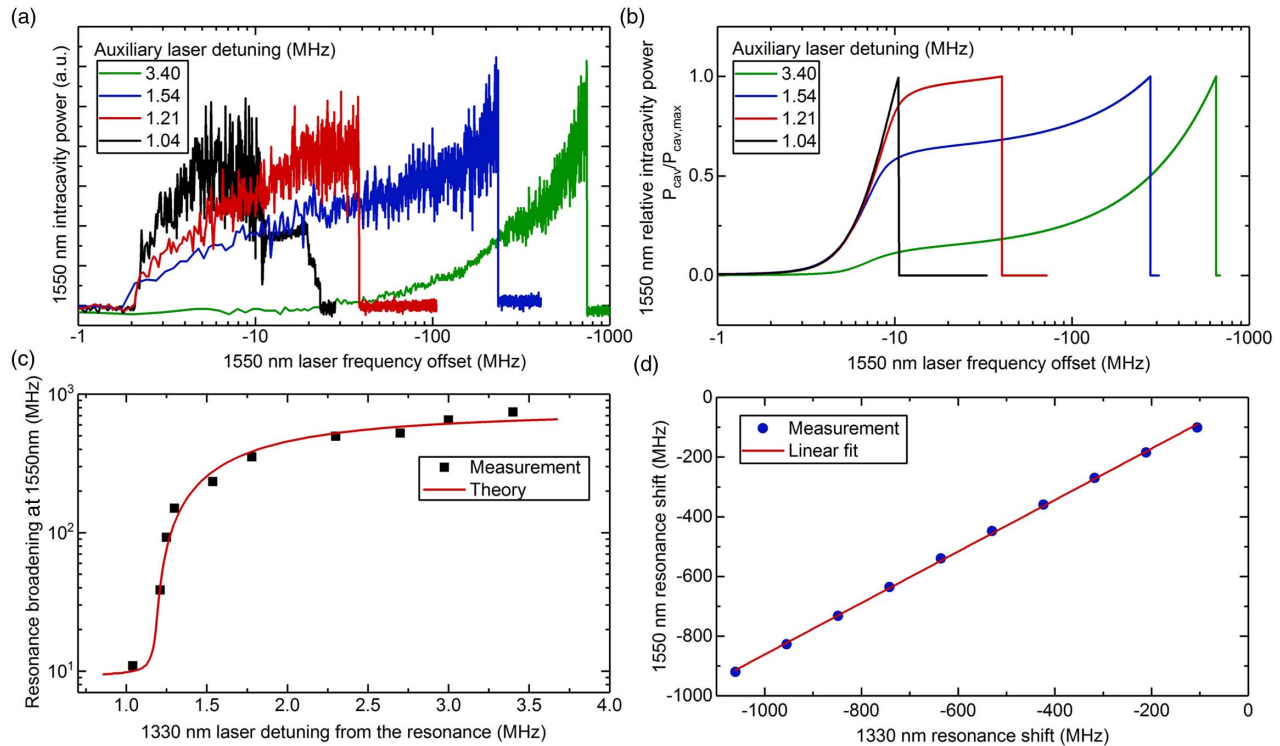 (a)
1550 nm intracavity power (a.u.)
Auxiliary laser detuning (MHz)
3.40
1.54
1.21
1.04
-1
-10
-100
-1000
1550 nm laser frequency offset (MHz)
(b)
1550 nm relative intracavity power
Pcav/Pcav,max
Auxiliary laser detuning (MHz)
3.40
1.54
1.21
1.04
1.0
0.5
0.0
-1
-10
-100
-1000
1550 nm laser frequency offset (MHz)
(c)
Resonance broadening at 1550nm (MHz)
10³
10²
10¹
Measurement
Theory
1.0
1.5
2.0
2.5
3.0
3.5
4.0
1330 nm laser detuning from the resonance (MHz)
(d)
1550 nm resonance shift (MHz)
0
-200
-400
-600
-800
-1000
Measurement
Linear fit
-1000
-800
-600
-400
-200
0
1330 nm resonance shift (MHz)